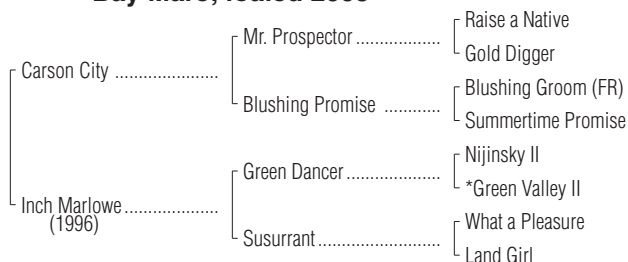 Bay Mare, foaled
Raise a Native
Mr. Prospector ..................
Gold Digger
Carson City ......................
Blushing Groom (FR)
Blushing Promise ............
Summertime Promise
Nijinsky II
Green Dancer....................
*Green Valley II
Inch Marlowe....................
(1996)
What a Pleasure
Susurrant.........................
Land Girl